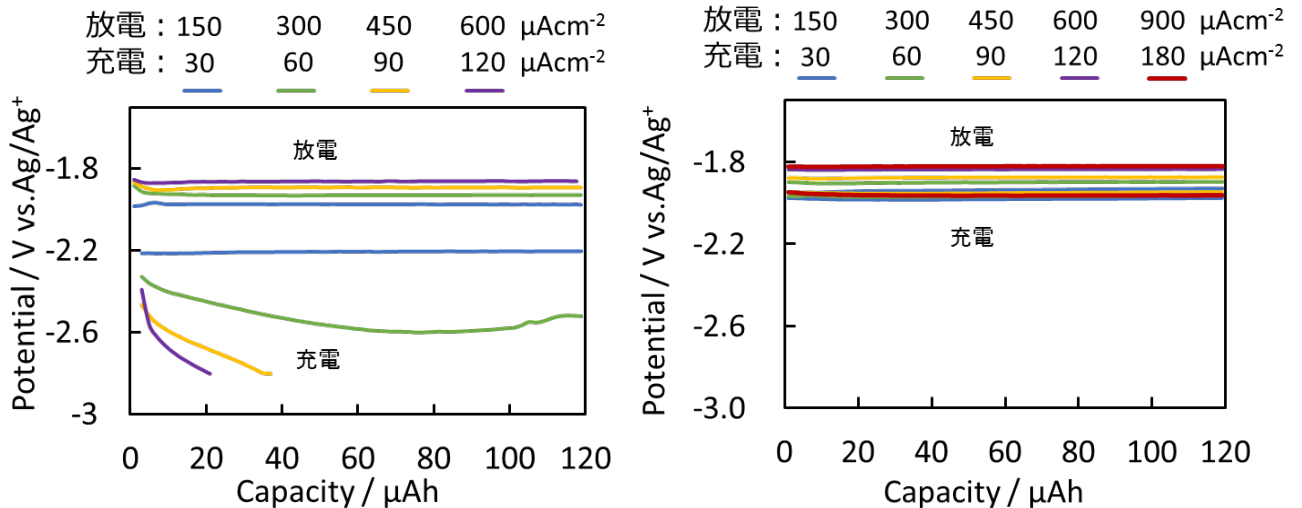 放電：150 300 450 600 μAcm-2
充電：30 60 90 120 μAcm-2
Potential / V vs.Ag/Ag+
-1.8
-2.2
-2.6
-3
放電
充電
0 20 40 60 80 100 120
Capacity / μAh
放電：150 300 450 600 900 μAcm-2
充電：30 60 90 120 180 μAcm-2
Potential / V vs.Ag/Ag+
-1.8
-2.2
-2.6
-3.0
放電
充電
0 20 40 60 80 100 120
Capacity / μAh